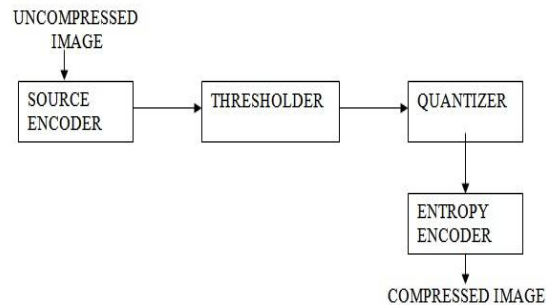 UNCOMPRESSED
IMAGE
SOURCE
ENCODER
THRESHOLDER
QUANTIZER
ENTROPY
ENCODER
COMPRESSED IMAGE